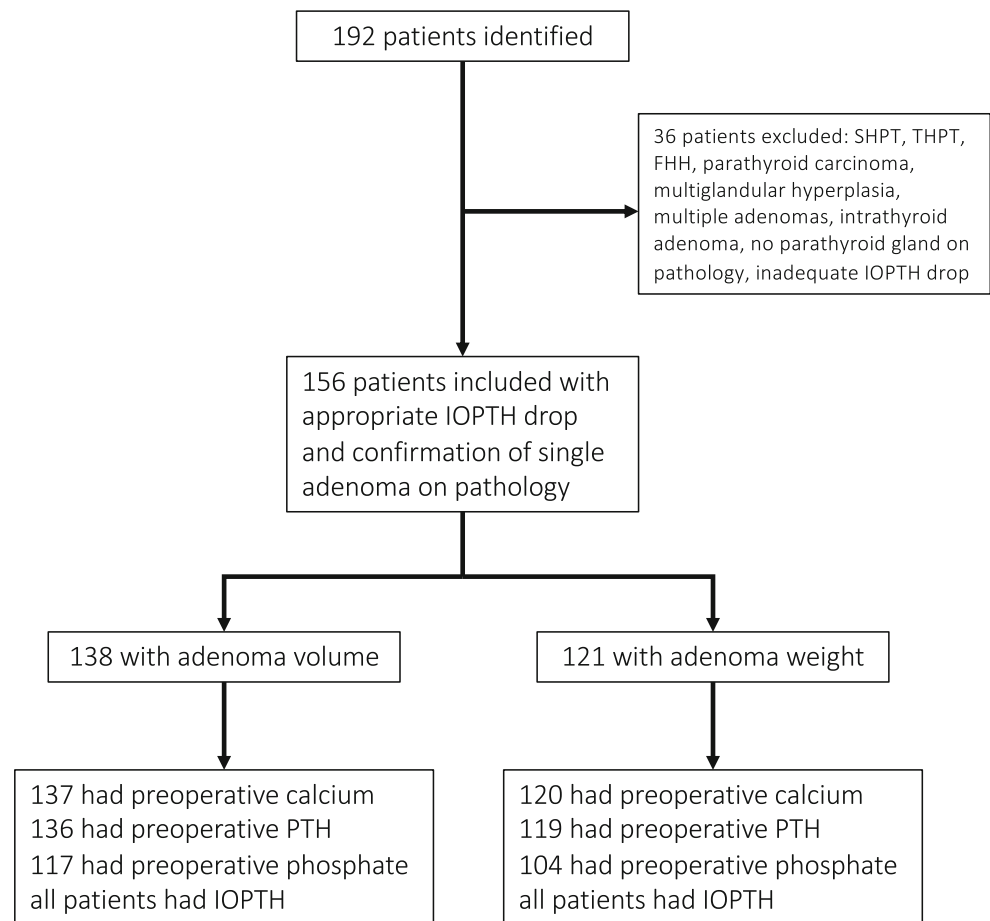 192 patients identified
36 patients excluded: SHPT, THPT,
FHH, parathyroid carcinoma,
multiglandular hyperplasia,
multiple adenomas, intrathyroid
adenoma, no parathyroid gland on
pathology, inadequate IOPTH drop
156 patients included with
appropriate IOPTH drop
and confirmation of single
adenoma on pathology
138 with adenoma volume
121 with adenoma weight
137 had preoperative calcium
136 had preoperative PTH
117 had preoperative phosphate
all patients had IOPTH
120 had preoperative calcium
119 had preoperative PTH
104 had preoperative phosphate
all patients had IOPTH